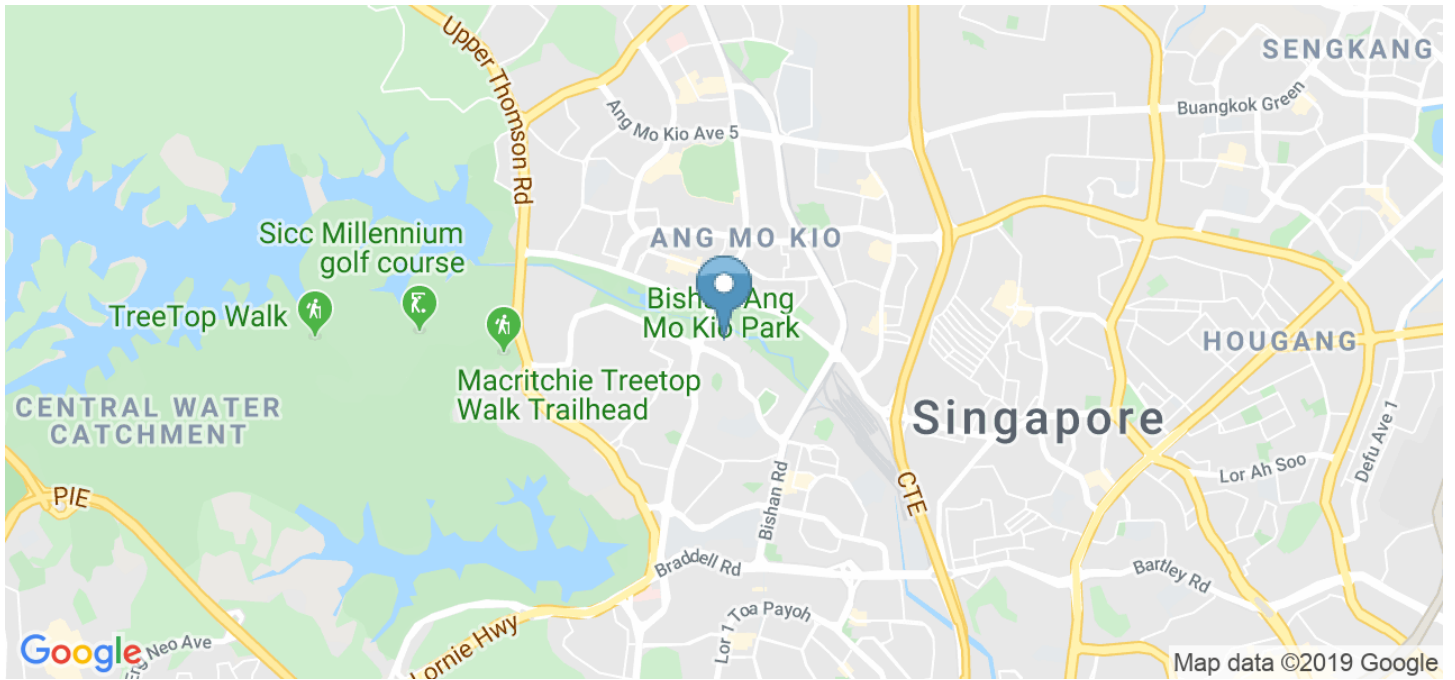 Upper Thomson Rd
SENGKANG
Buangkok Green
Ang Mo Kio Ave 5
Sicc Millennium
golf course
ANG MO KIO
TreeTop Walk
Mo Kio Park
HOUGANG
Macritchie Treetop
Walk Trailhead
CENTRAL WATER
CATCHMENT
Singapore
Defu Ave 1
Lor Ah Soo
PIE
CTE
Bishan Rd
Braddell Rd
Bartley Rd
Lor 1 Toa Payoh
Lornie Hwy
Neo Ave
Google
Map data ©2019 Google